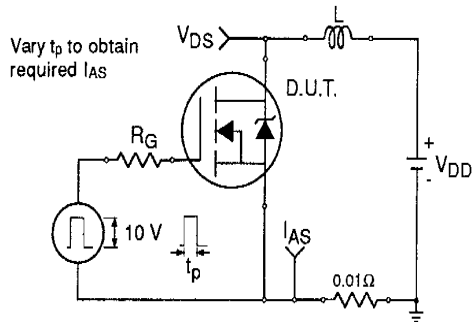 Vary tp to obtain
required IAS
VDS
L
D.U.T.
RG
+
VDD
-
10 V
tp
IAS
0.01Ω